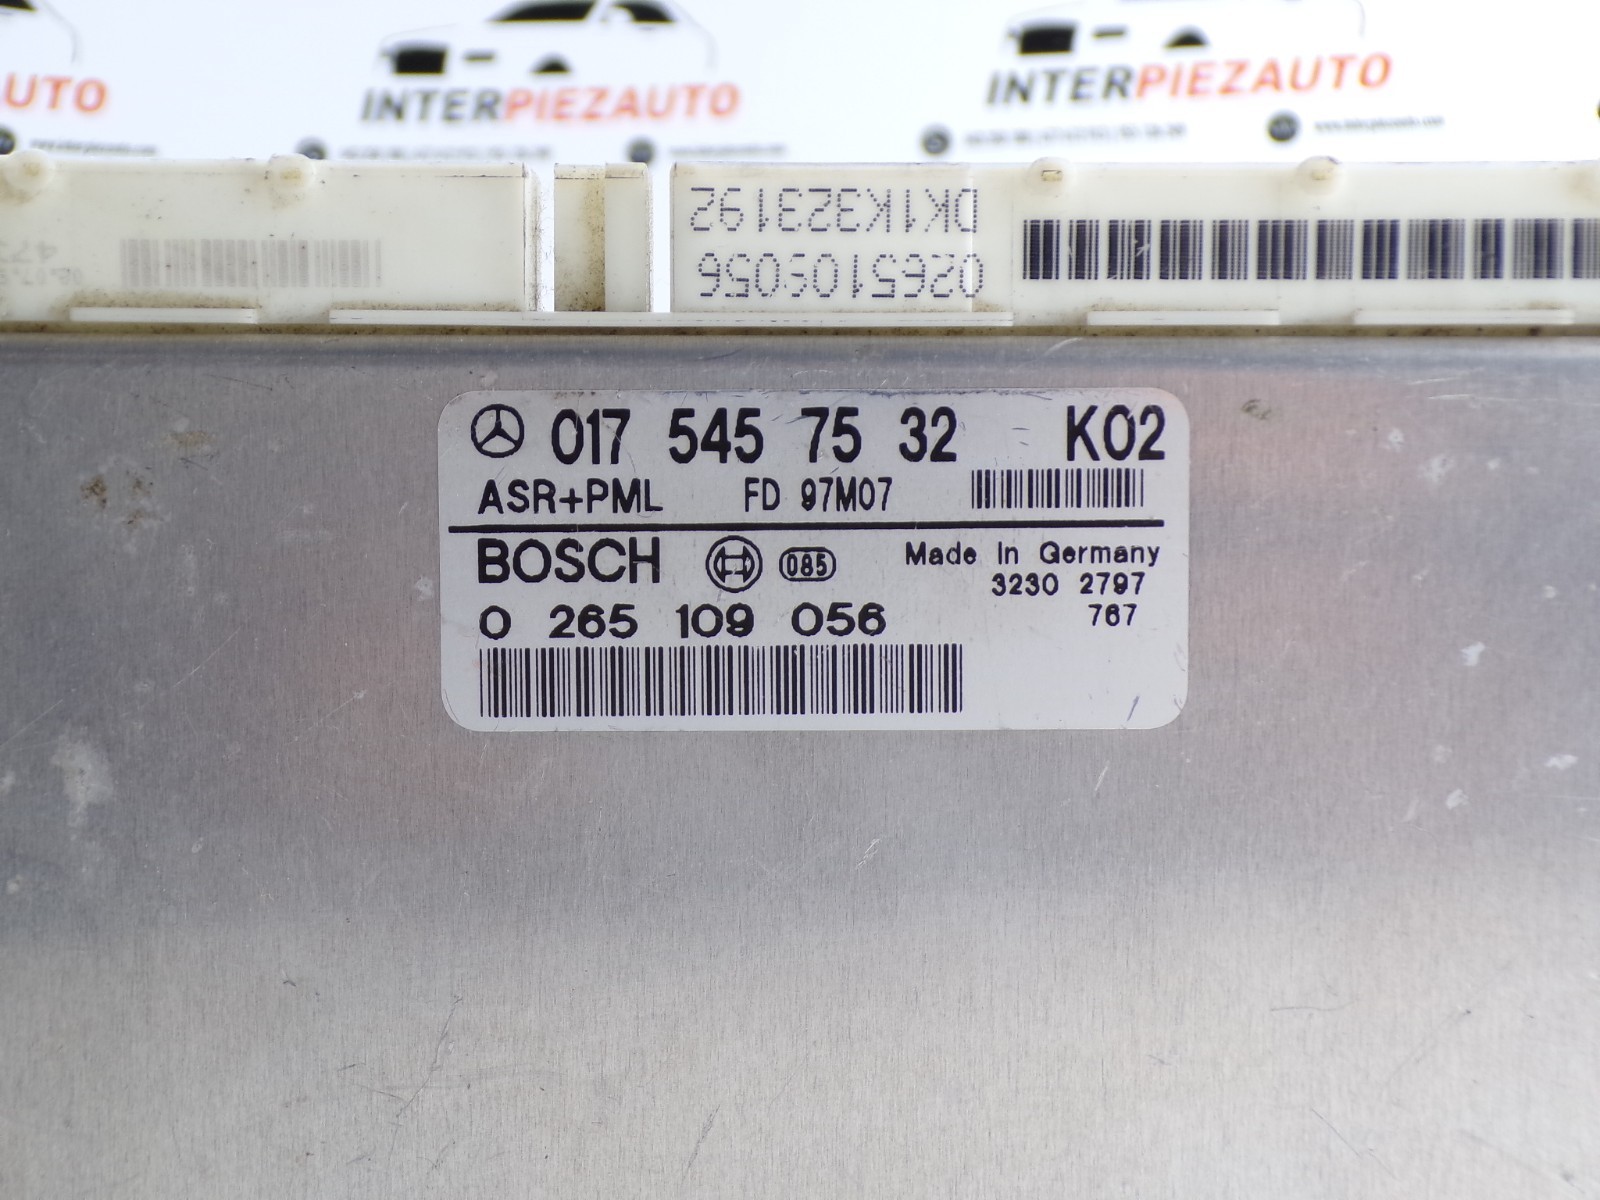 UTO
INTERPIEZAUTO
INTERPIEZAUTO
DK1K323192
0265109056
017 545 75 32 K02
ASR+PML FD 97M07
BOSCH 085 Made In Germany
3230 2797
767
0 265 109 056